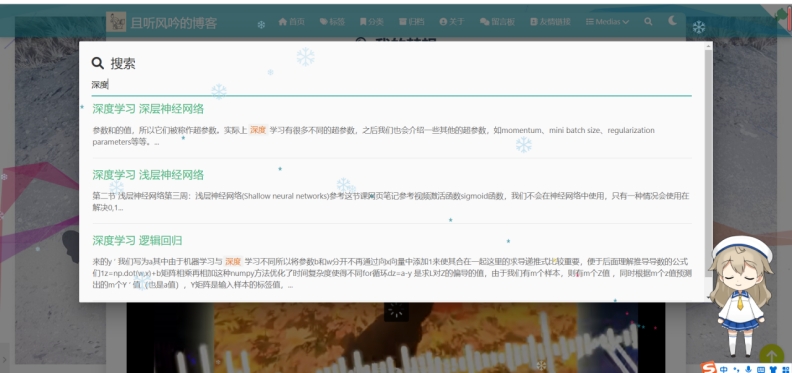 且听风吟的博客
首页 标签 分类 归档 关于 留言板 友情链接 Medias
搜索
深度
深度学习 深层神经网络
参数和的值，所以它们被称作超参数。实际上 深度 学习有很多不同的超参数，之后我们也会介绍一些其他的超参数，如momentum，mini batch size，regularization
parameters等等。...
深度学习 浅层神经网络
第二节 浅层神经网络第三周：浅层神经网络(Shallow neural networks)参考这节课网页笔记参考视频激活函数sigmoid函数，我们不会在神经网络中使用，只有一种情况会使用在
解决0,1...
深度学习 逻辑回归
来的y ' 我们写为a其中由于机器学习与 深度 学习不同所以将参数b和w分开不再通过向x向量中添加1来使其合在一起这里的求导递推式比较重要，便于后面理解推导导数的公式
们1z=np.dot(w,x)+b矩阵相乘再相加这种numpy方法优化了时间复杂度使得不同for循环dz=a-y 是求L对Z的偏导的值，由于我们有m个样本，则有m个Z值，同时根据m个z值预测
出的m个Y ' 值（也是a值），Y矩阵是输入样本的标签值，...
中